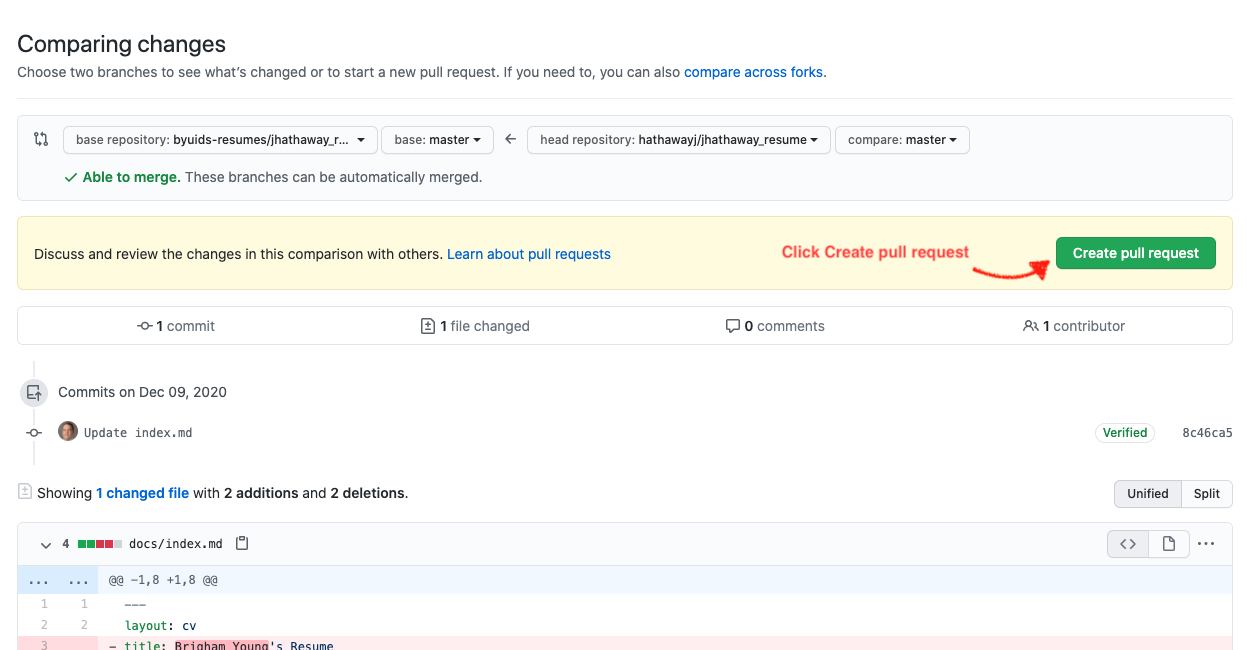 Comparing changes
Choose two branches to see what's changed or to start a new pull request. If you need to, you can also compare across forks.
base repository: byuids-resumes/jhathaway_r... base: master head repository: hathawayj/jhathaway_resume compare: master
Able to merge. These branches can be automatically merged.
Discuss and review the changes in this comparison with others. Learn about pull requests Click Create pull request Create pull request
1 commit 1 file changed 0 comments 1 contributor
Commits on Dec 09, 2020
Update index.md Verified 8c46ca5
Showing 1 changed file with 2 additions and 2 deletions. Unified Split
4 docs/index.md <> ...
... ... @@ -1,8 +1,8 @@
1 1 ---
2 2 layout: cv
3 - title: Brigham Young's Resume